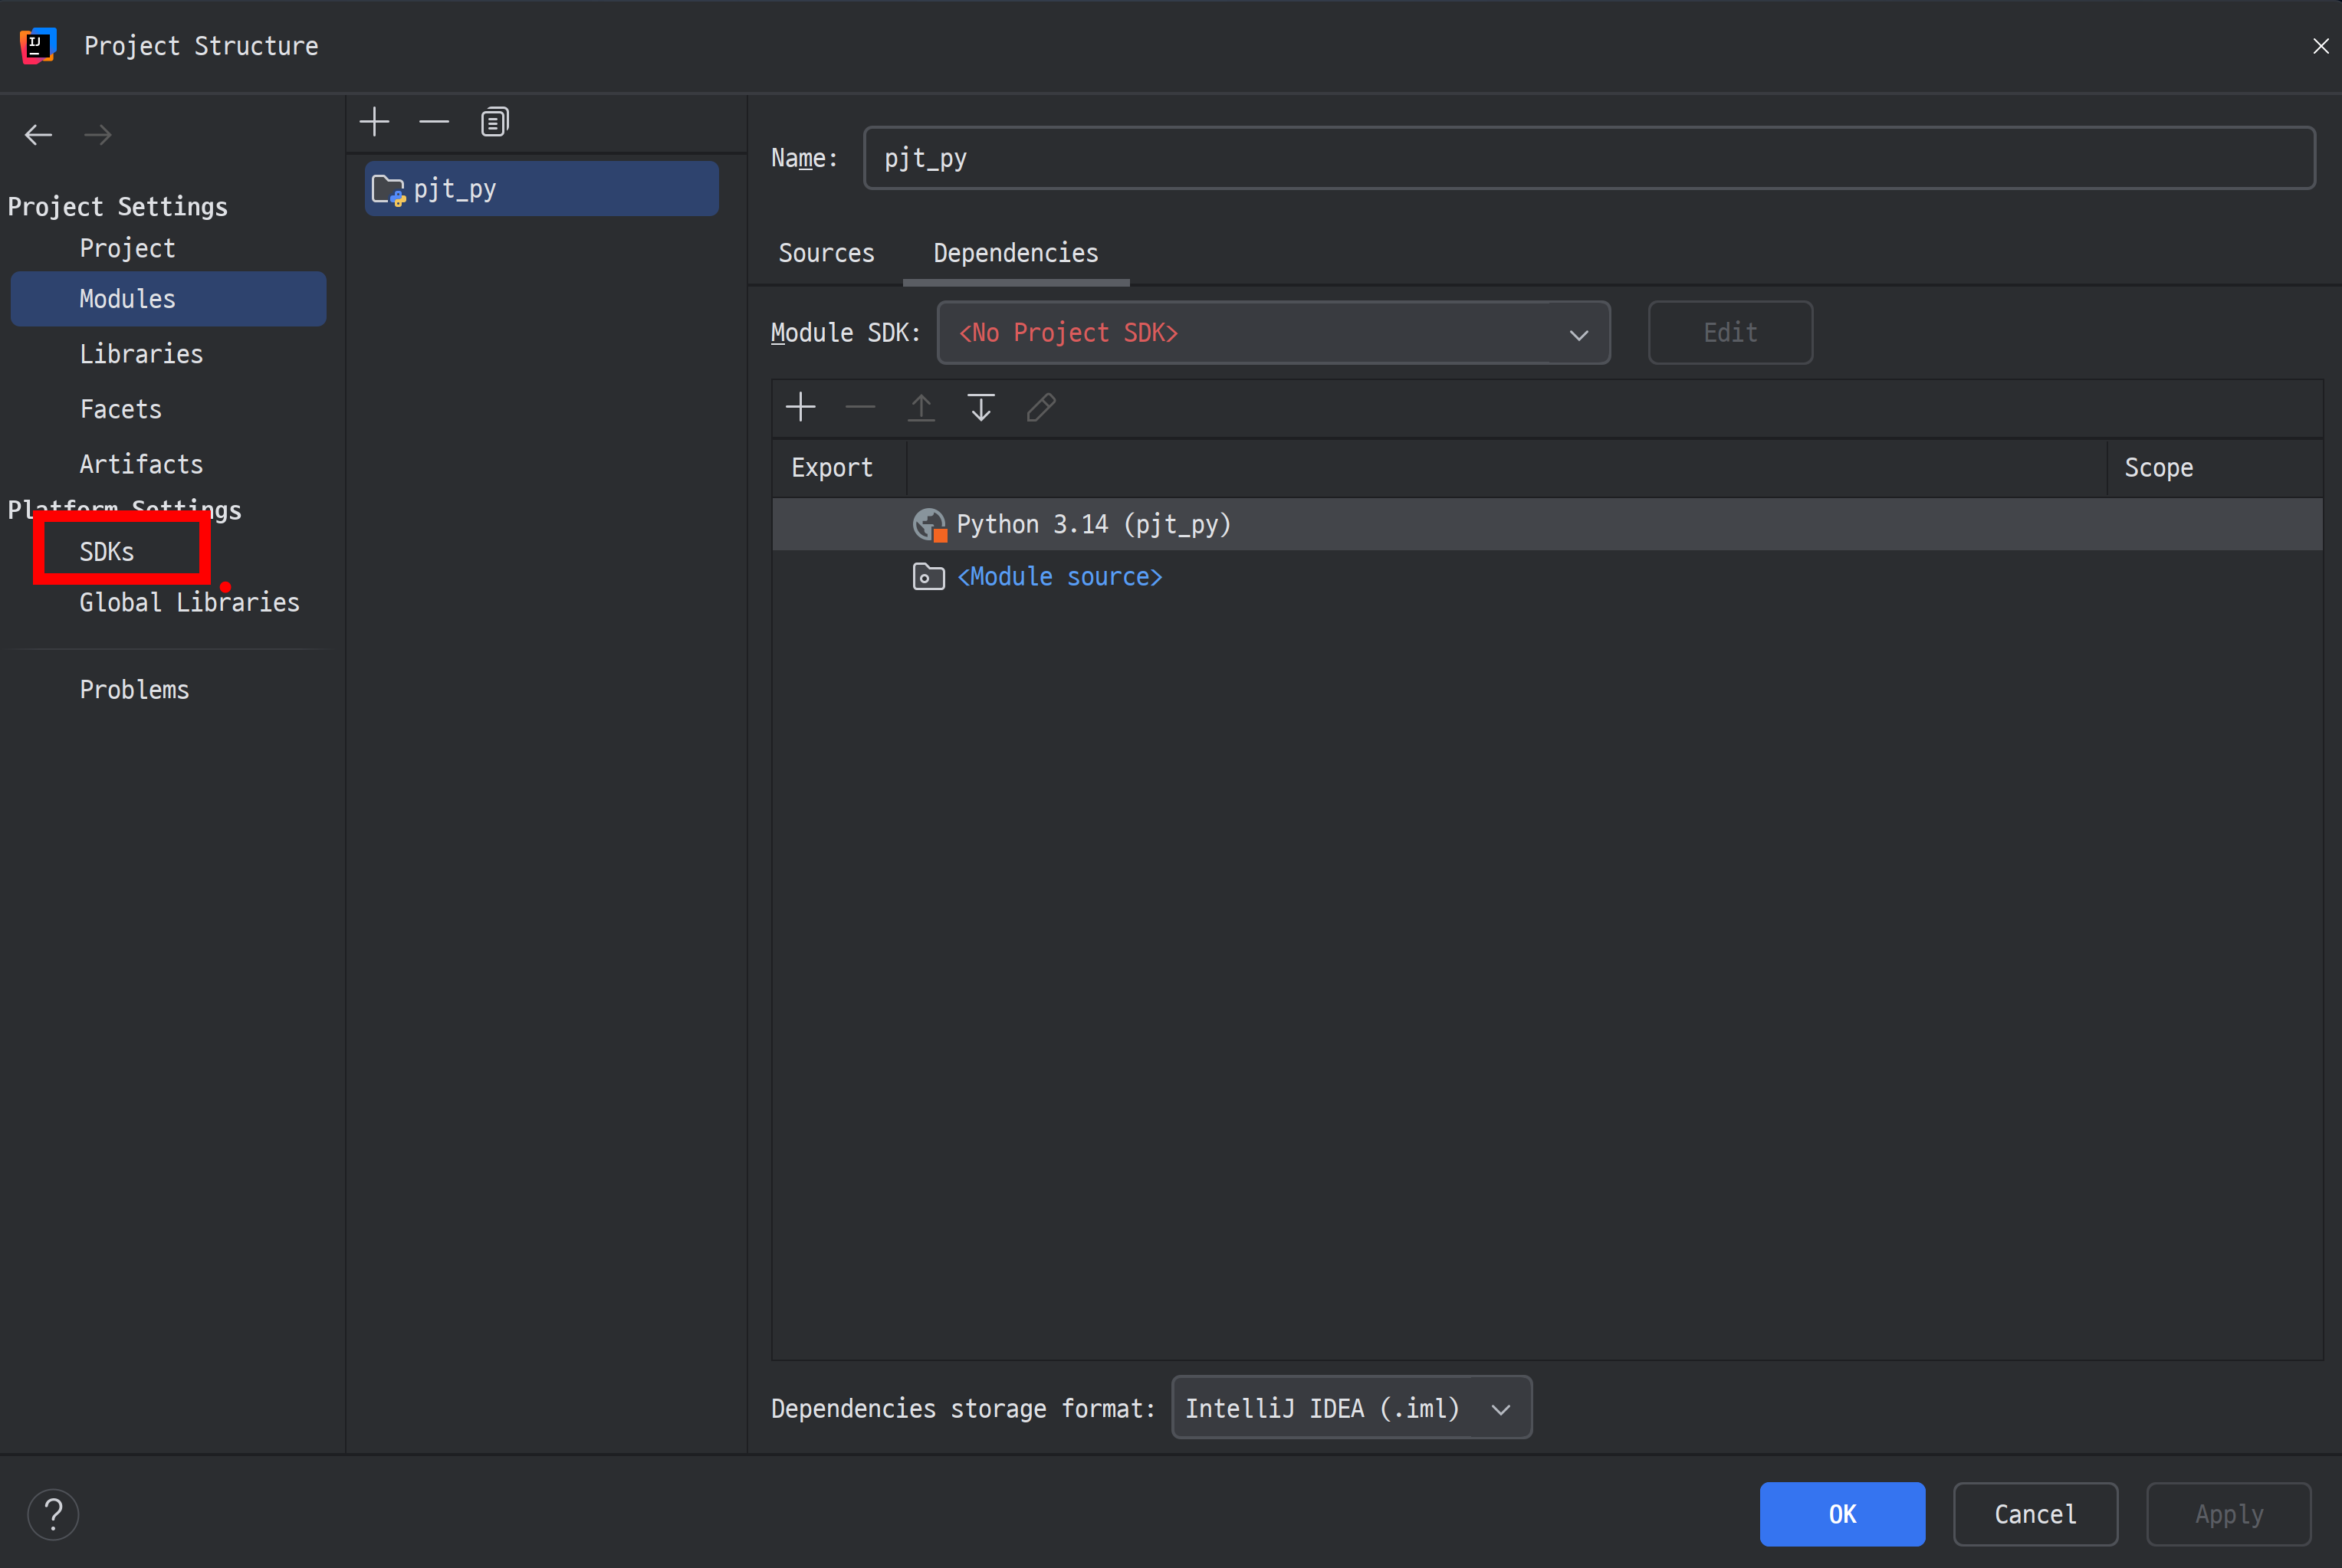 IJ
Project Structure
Project Settings
Project
Modules
Libraries
Facets
Artifacts
Platform Settings
SDKs
Global Libraries
Problems
pjt_py
Name: pjt_py
Sources Dependencies
Module SDK: <No Project SDK> Edit
Export Scope
Python 3.14 (pjt_py)
<Module source>
Dependencies storage format: IntelliJ IDEA (.iml)
? OK Cancel Apply